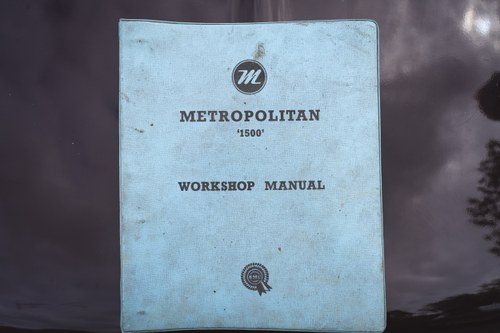 M
METROPOLITAN
'1500'
WORKSHOP MANUAL